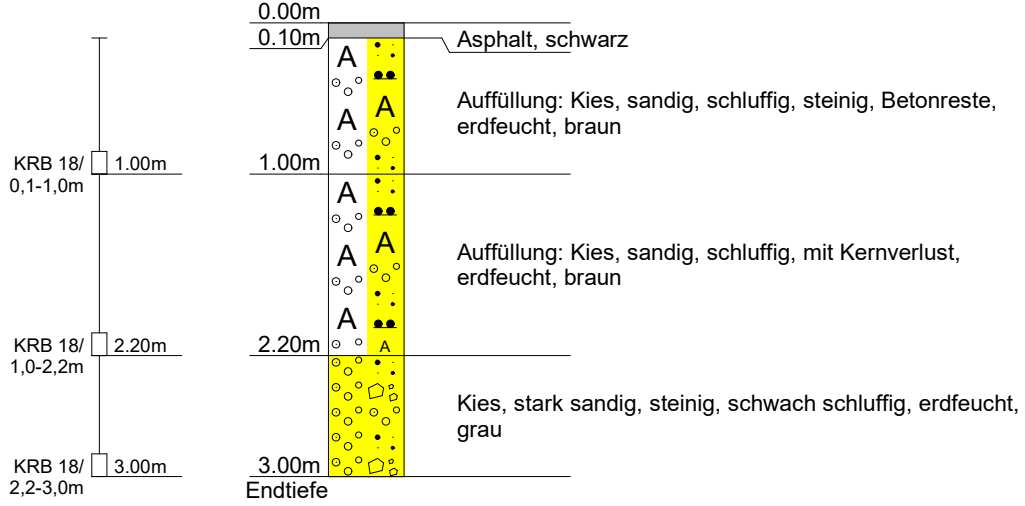 0.00m
0.10m
Asphalt, schwarz
A
A
Auffüllung: Kies, sandig, schluffig, steinig, Betonreste,
erdfeucht, braun
A
KRB 18/
0,1-1,0m
1.00m
1.00m
A
A
A
Auffüllung: Kies, sandig, schluffig, mit Kernverlust,
erdfeucht, braun
A
A
KRB 18/
1,0-2,2m
2.20m
2.20m
Kies, stark sandig, steinig, schwach schluffig, erdfeucht,
grau
KRB 18/
2,2-3,0m
3.00m
3.00m
Endtiefe